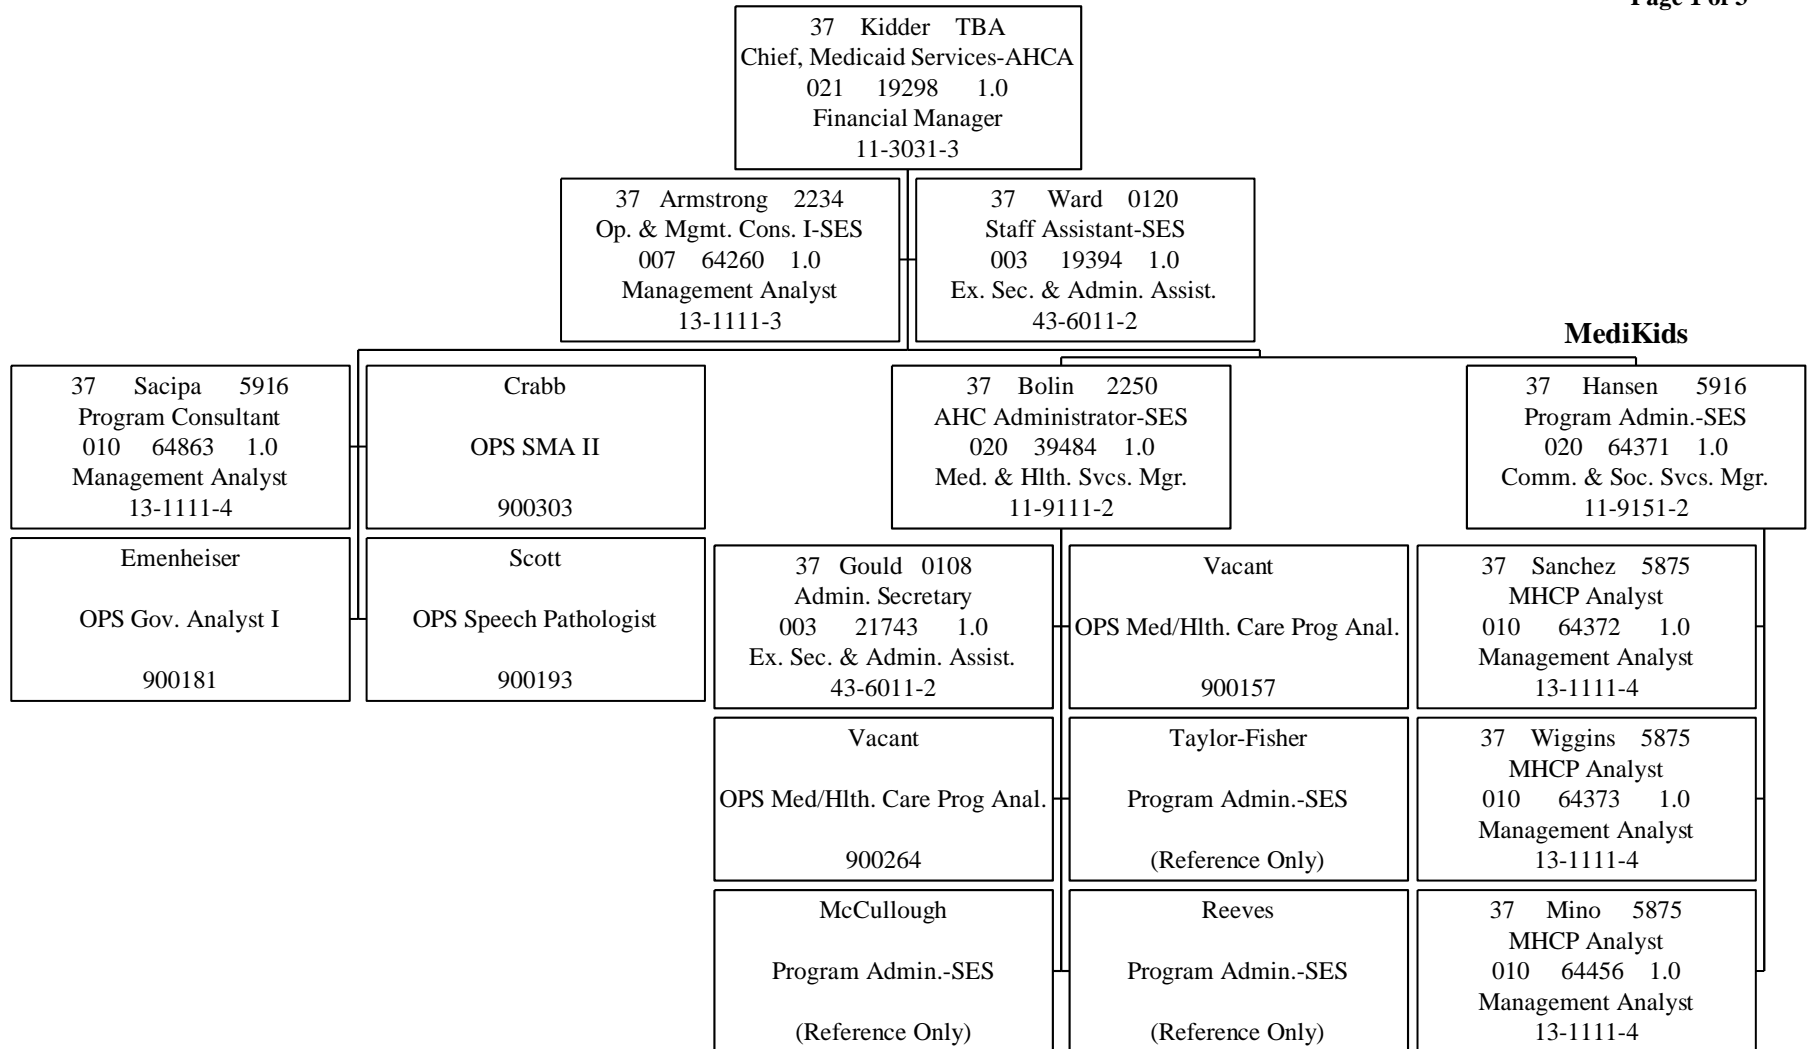 Page 1 of 5
37 Kidder TBA
Chief, Medicaid Services-AHCA
021 19298 1.0
Financial Manager
11-3031-3
37 Armstrong 2234
Op. & Mgmt. Cons. I-SES
007 64260 1.0
Management Analyst
13-1111-3
37 Ward 0120
Staff Assistant-SES
003 19394 1.0
Ex. Sec. & Admin. Assist.
43-6011-2
MediKids
37 Sacipa 5916
Program Consultant
010 64863 1.0
Management Analyst
13-1111-4
Crabb
OPS SMA II
900303
37 Bolin 2250
AHC Administrator-SES
020 39484 1.0
Med. & Hlth. Svcs. Mgr.
11-9111-2
37 Hansen 5916
Program Admin.-SES
020 64371 1.0
Comm. & Soc. Svcs. Mgr.
11-9151-2
Emenheiser
OPS Gov. Analyst I
900181
Scott
OPS Speech Pathologist
900193
37 Gould 0108
Admin. Secretary
003 21743 1.0
Ex. Sec. & Admin. Assist.
43-6011-2
Vacant
OPS Med/Hlth. Care Prog Anal.
900157
37 Sanchez 5875
MHCP Analyst
010 64372 1.0
Management Analyst
13-1111-4
Vacant
OPS Med/Hlth. Care Prog Anal.
900264
Taylor-Fisher
Program Admin.-SES
(Reference Only)
37 Wiggins 5875
MHCP Analyst
010 64373 1.0
Management Analyst
13-1111-4
McCullough
Program Admin.-SES
(Reference Only)
Reeves
Program Admin.-SES
(Reference Only)
37 Mino 5875
MHCP Analyst
010 64456 1.0
Management Analyst
13-1111-4